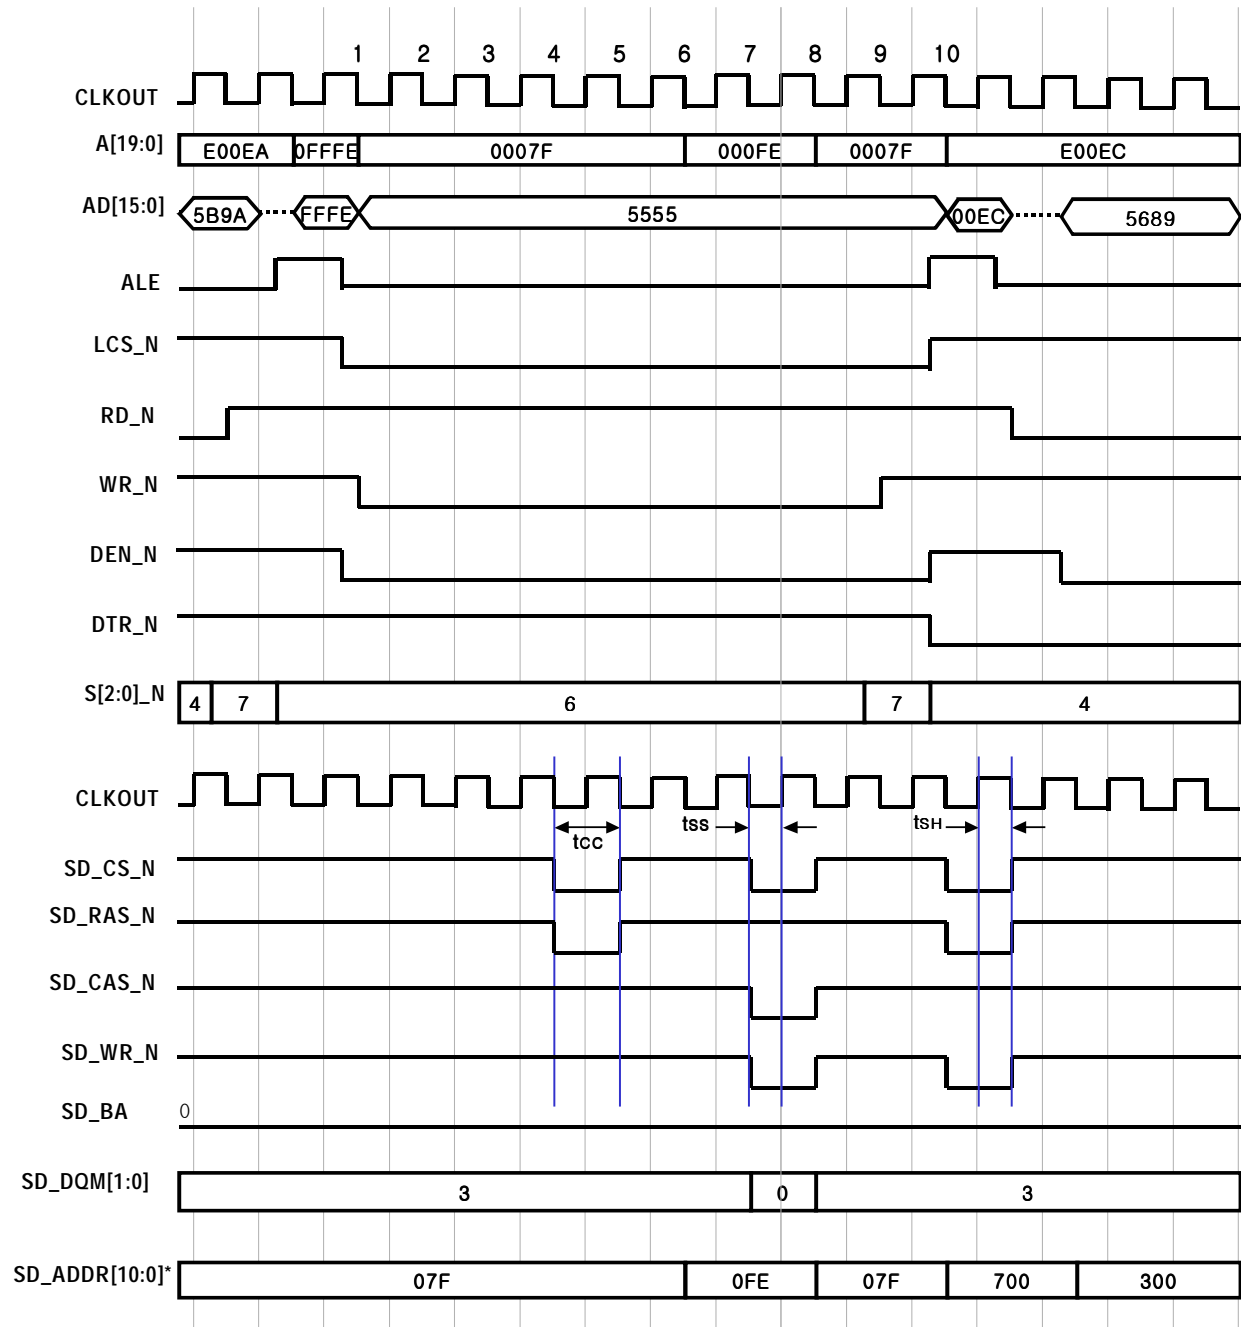 1 2 3 4 5 6 7 8 9 10
CLKOUT
A[19:0] E00EA 0FFFE 0007F 000FE 0007F E00EC
AD[15:0] 5B9A FFFE 5555 00EC 5689
ALE
LCS_N
RD_N
WR_N
DEN_N
DTR_N
S[2:0]_N 4 7 6 7 4
CLKOUT
tcc tss tSH
SD_CS_N
SD_RAS_N
SD_CAS_N
SD_WR_N
SD_BA 0
SD_DQM[1:0] 3 0 3
SD_ADDR[10:0]* 07F 0FE 07F 700 300